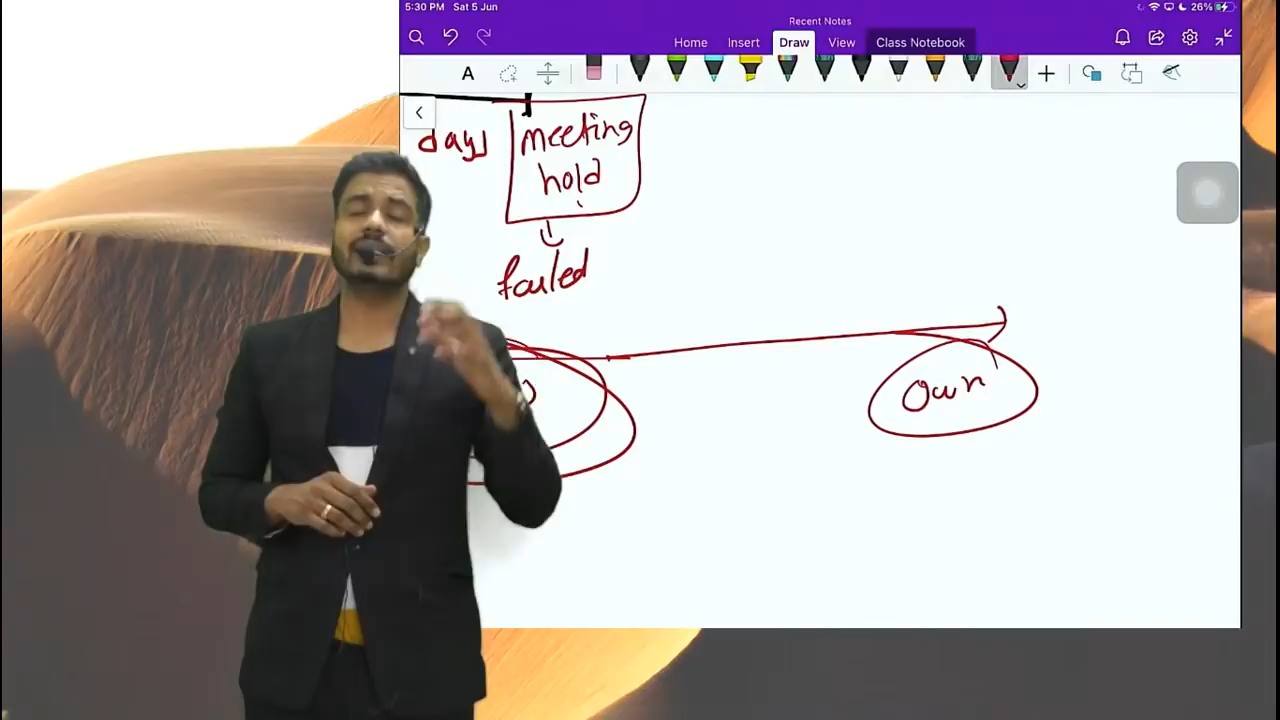 5:30 PM Sat 5 Jun
26%
Recent Notes
Home Insert Draw View Class Notebook
A
days
meeting
hold
failed
own